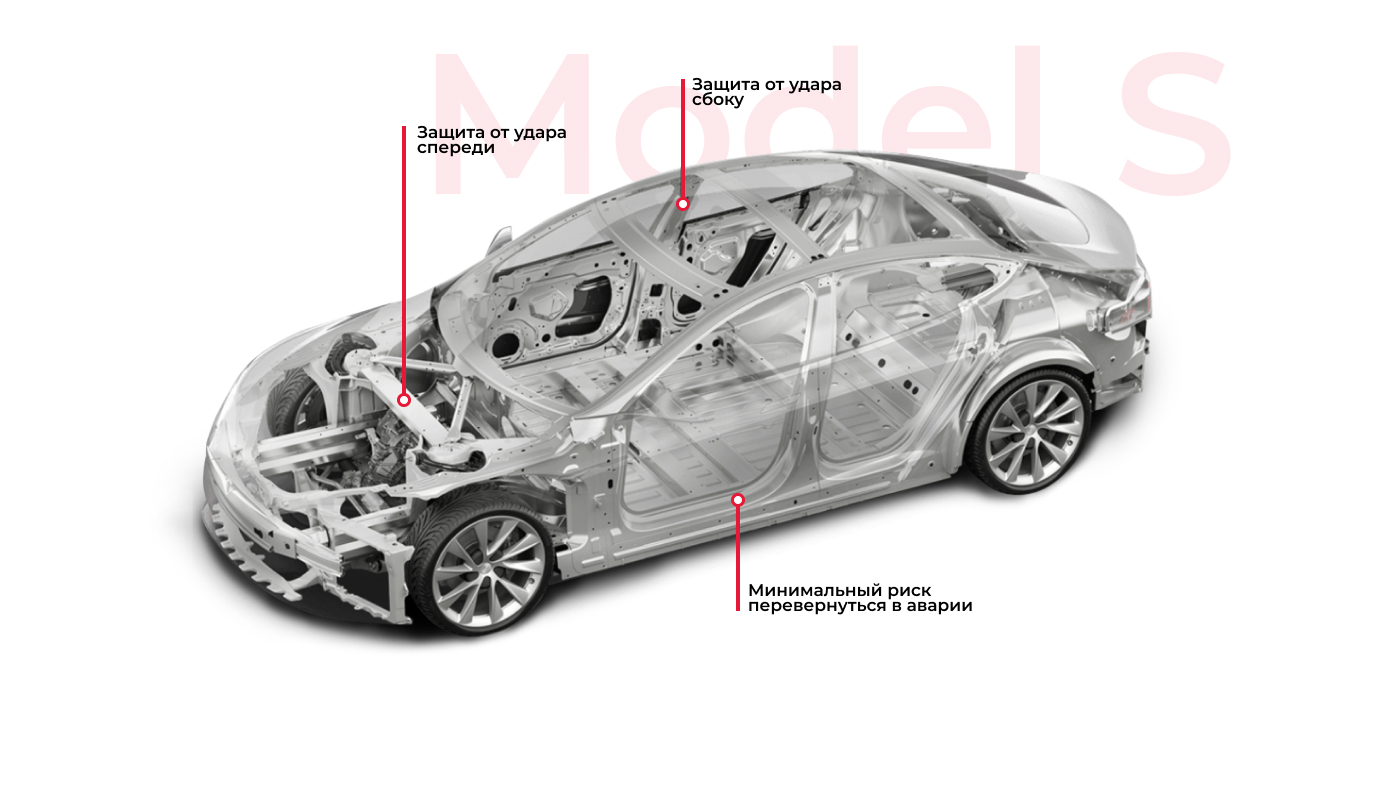 Model S
Защита от удара
сбоку
Защита от удара
спереди
Минимальный риск
перевернуться в аварии